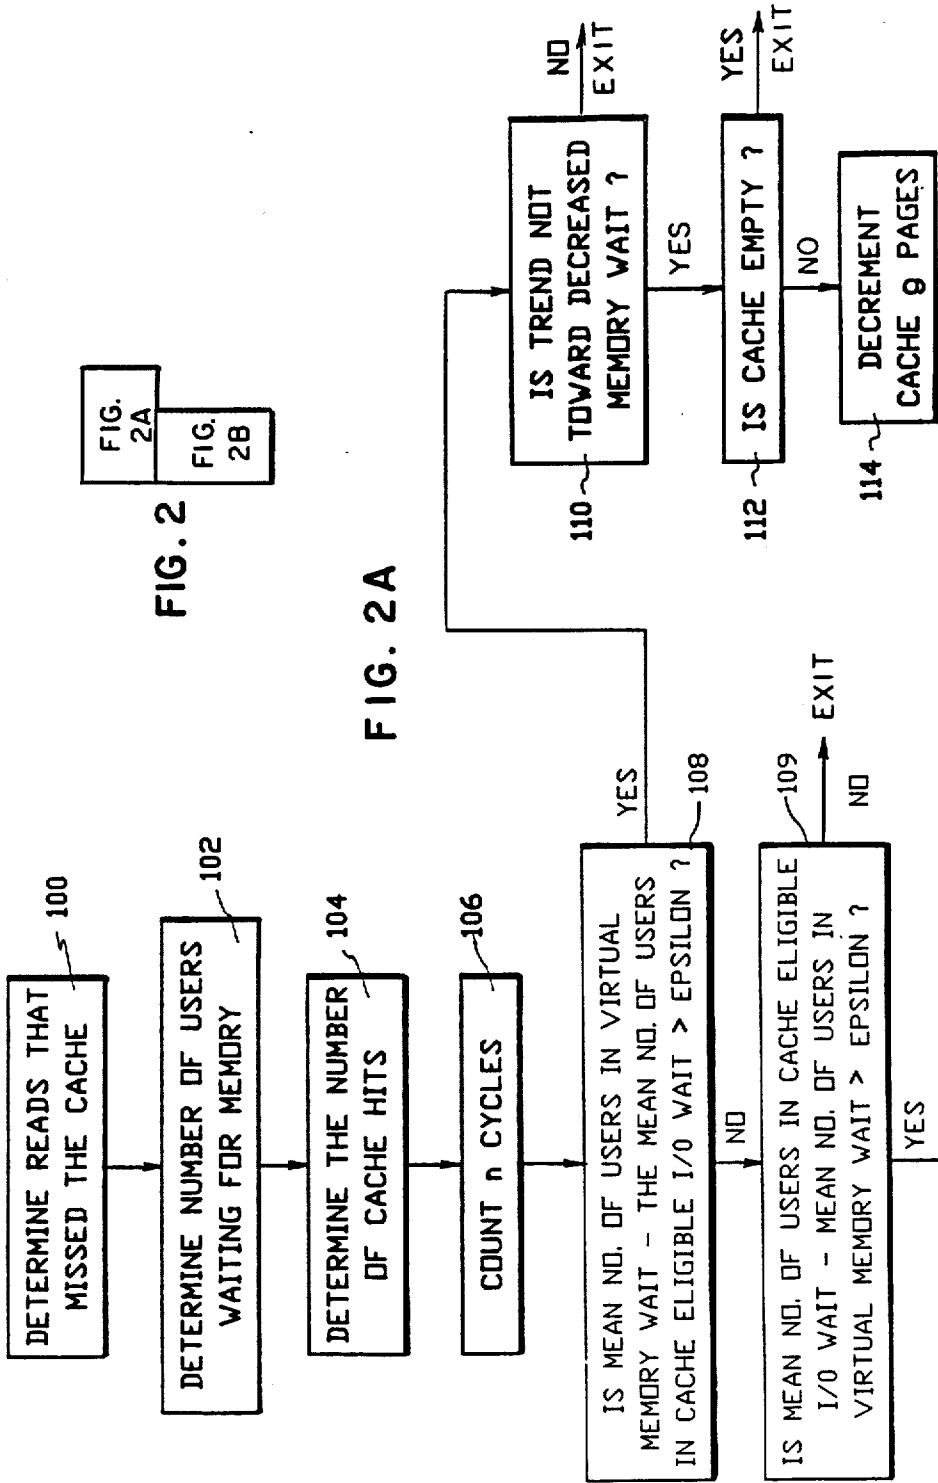 FIG. 2A
FIG.
2A
FIG.
2B
FIG. 2
DETERMINE READS THAT
MISSED THE CACHE
100
DETERMINE NUMBER OF USERS
WAITING FOR MEMORY
102
DETERMINE THE NUMBER
OF CACHE HITS
104
COUNT n CYCLES
106
IS MEAN NO. OF USERS IN VIRTUAL
MEMORY WAIT - THE MEAN NO. OF USERS
IN CACHE ELIGIBLE I/O WAIT > EPSILON ?
108
YES
NO
IS MEAN NO. OF USERS IN CACHE ELIGIBLE
I/O WAIT - MEAN NO. OF USERS IN
VIRTUAL MEMORY WAIT > EPSILON ?
109
NO
EXIT
YES
IS TREND NOT
TOWARD DECREASED
MEMORY WAIT ?
110
NO
EXIT
YES
IS CACHE EMPTY ?
112
YES
EXIT
NO
DECREMENT
CACHE g PAGES
114